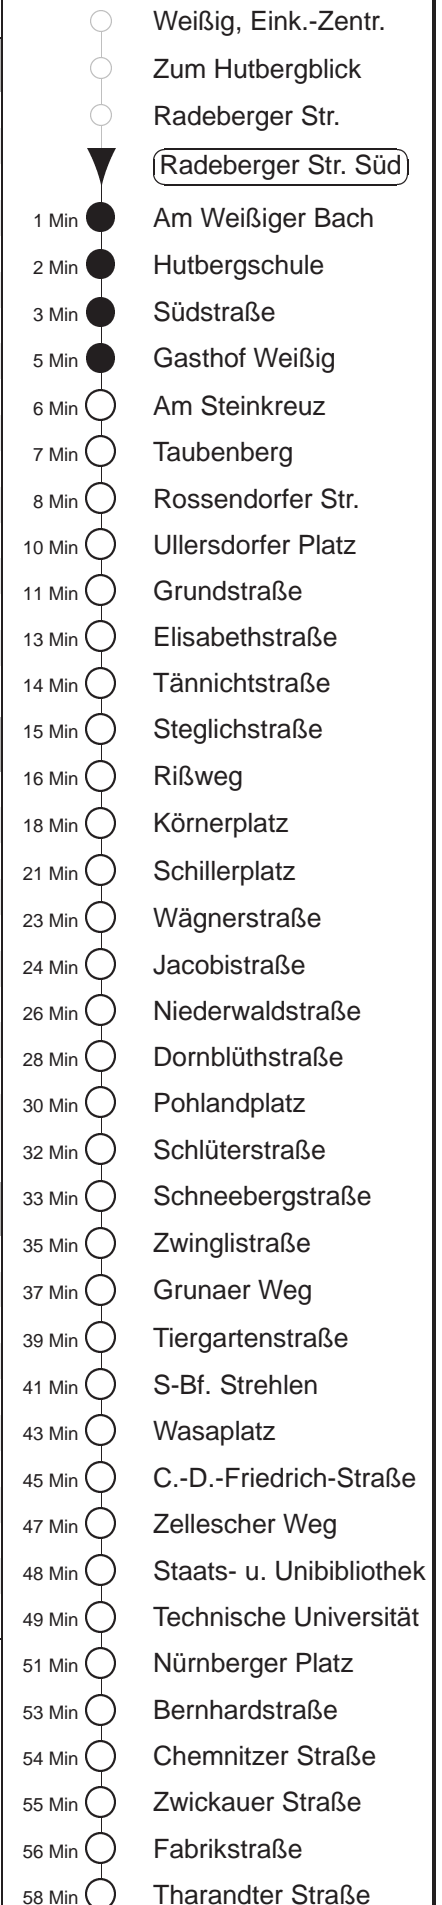 Weißig, Eink.-Zentr.
Zum Hutbergblick
Radeberger Str.
Radeberger Str. Süd
1 Min Am Weißiger Bach
2 Min Hutbergschule
3 Min Südstraße
5 Min Gasthof Weißig
6 Min Am Steinkreuz
7 Min Taubenberg
8 Min Rossendorfer Str.
10 Min Ullersdorfer Platz
11 Min Grundstraße
13 Min Elisabethstraße
14 Min Tännichtstraße
15 Min Steglichstraße
16 Min Rißweg
18 Min Körnerplatz
21 Min Schillerplatz
23 Min Wägnerstraße
24 Min Jacobistraße
26 Min Niederwaldstraße
28 Min Dornblüthstraße
30 Min Pohlandplatz
32 Min Schlüterstraße
33 Min Schneebergstraße
35 Min Zwinglistraße
37 Min Grunaer Weg
39 Min Tiergartenstraße
41 Min S-Bf. Strehlen
43 Min Wasaplatz
45 Min C.-D.-Friedrich-Straße
47 Min Zellescher Weg
48 Min Staats- u. Unibibliothek
49 Min Technische Universität
51 Min Nürnberger Platz
53 Min Bernhardstraße
54 Min Chemnitzer Straße
55 Min Zwickauer Straße
56 Min Fabrikstraße
58 Min Tharandter Straße